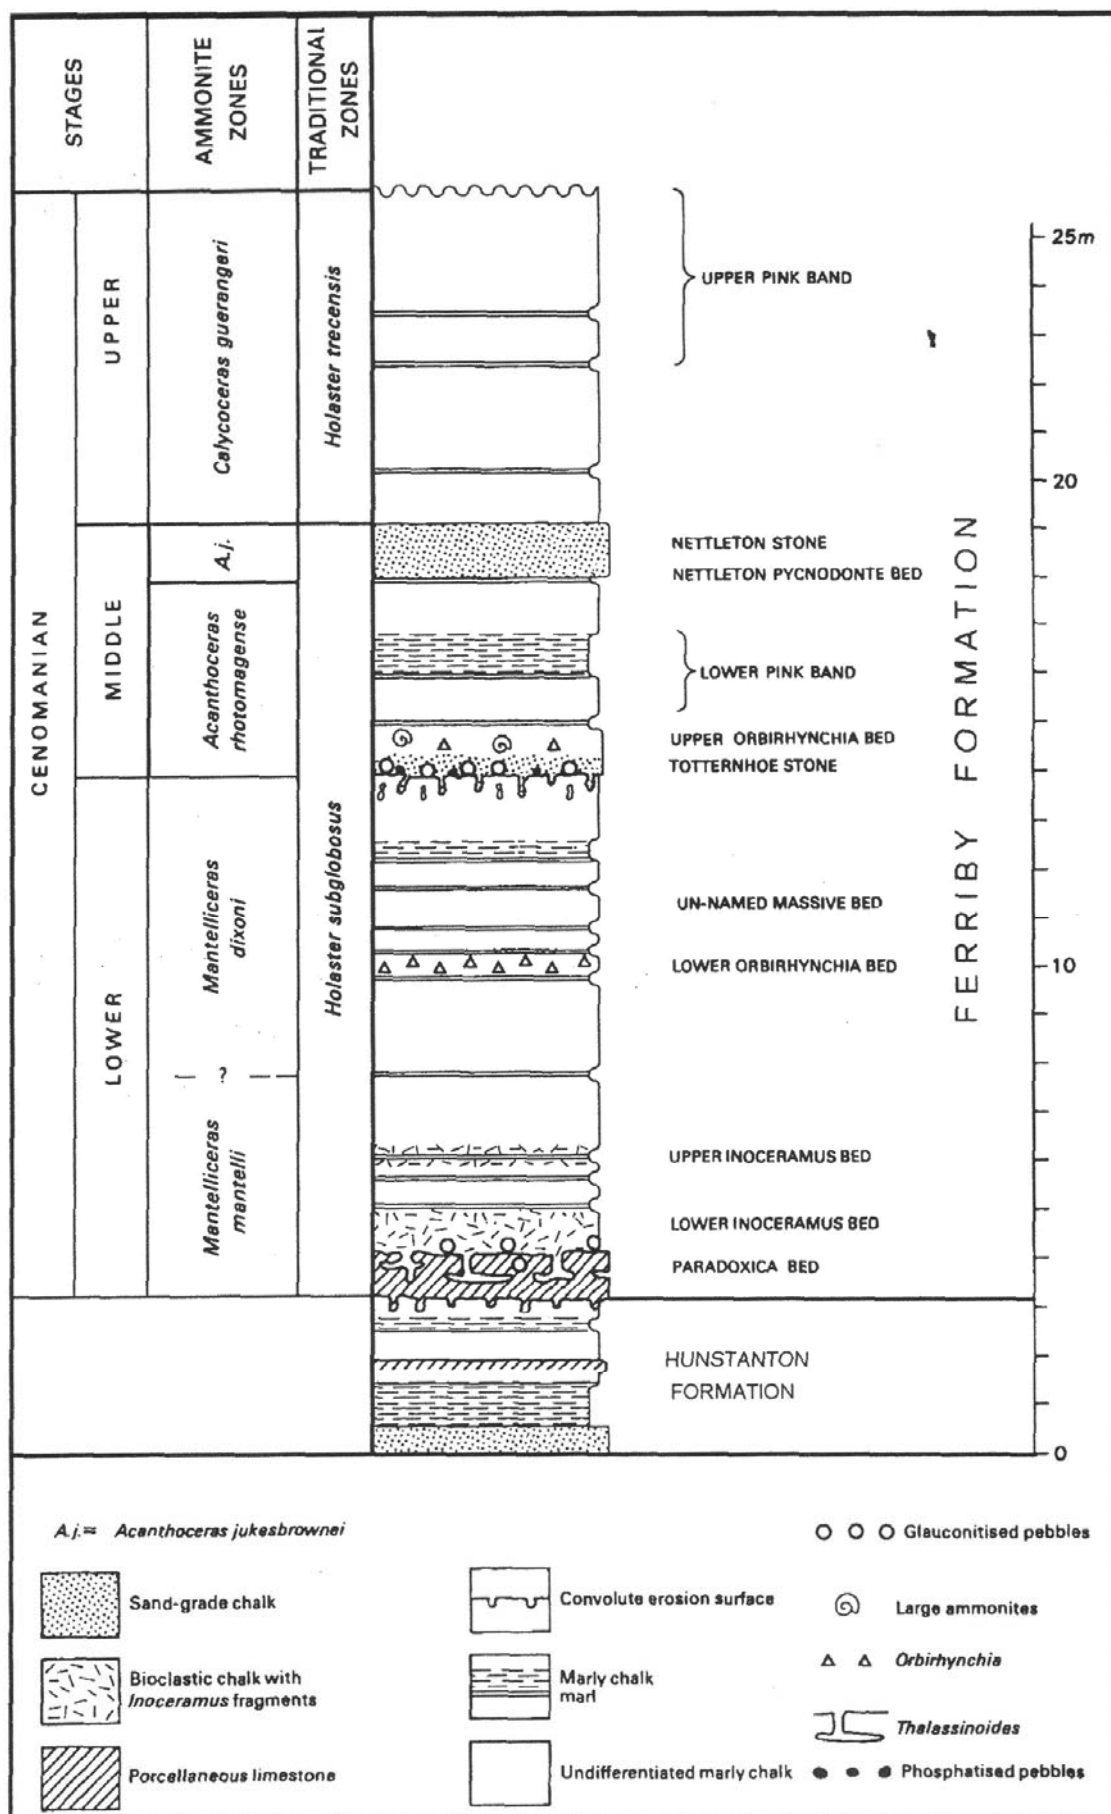 STAGES
AMMONITE
ZONES
TRADITIONAL
ZONES
CENOMANIAN
UPPER
MIDDLE
LOWER
Calycoceras guerangeri
A.j.
Acanthoceras
rhotomagense
Mantelliceras
dixoni
?
Mantelliceras
mantelli
Holaster trecensis
Holaster subglobosus
UPPER PINK BAND
NETTLETON STONE
NETTLETON PYCNODONTE BED
LOWER PINK BAND
UPPER ORBIRHYNCHIA BED
TOTTERNHOE STONE
UN-NAMED MASSIVE BED
LOWER ORBIRHYNCHIA BED
UPPER INOCERAMUS BED
LOWER INOCERAMUS BED
PARADOXICA BED
HUNSTANTON
FORMATION
FERRIBY FORMATION
25m
20
10
0
A.j.= Acanthoceras jukesbrownei
Sand-grade chalk
Bioclastic chalk with
Inoceramus fragments
Porcellaneous limestone
Convolute erosion surface
Marly chalk
marl
Undifferentiated marly chalk
Glauconitised pebbles
Large ammonites
Orbirhynchia
Thalassinoides
Phosphatised pebbles